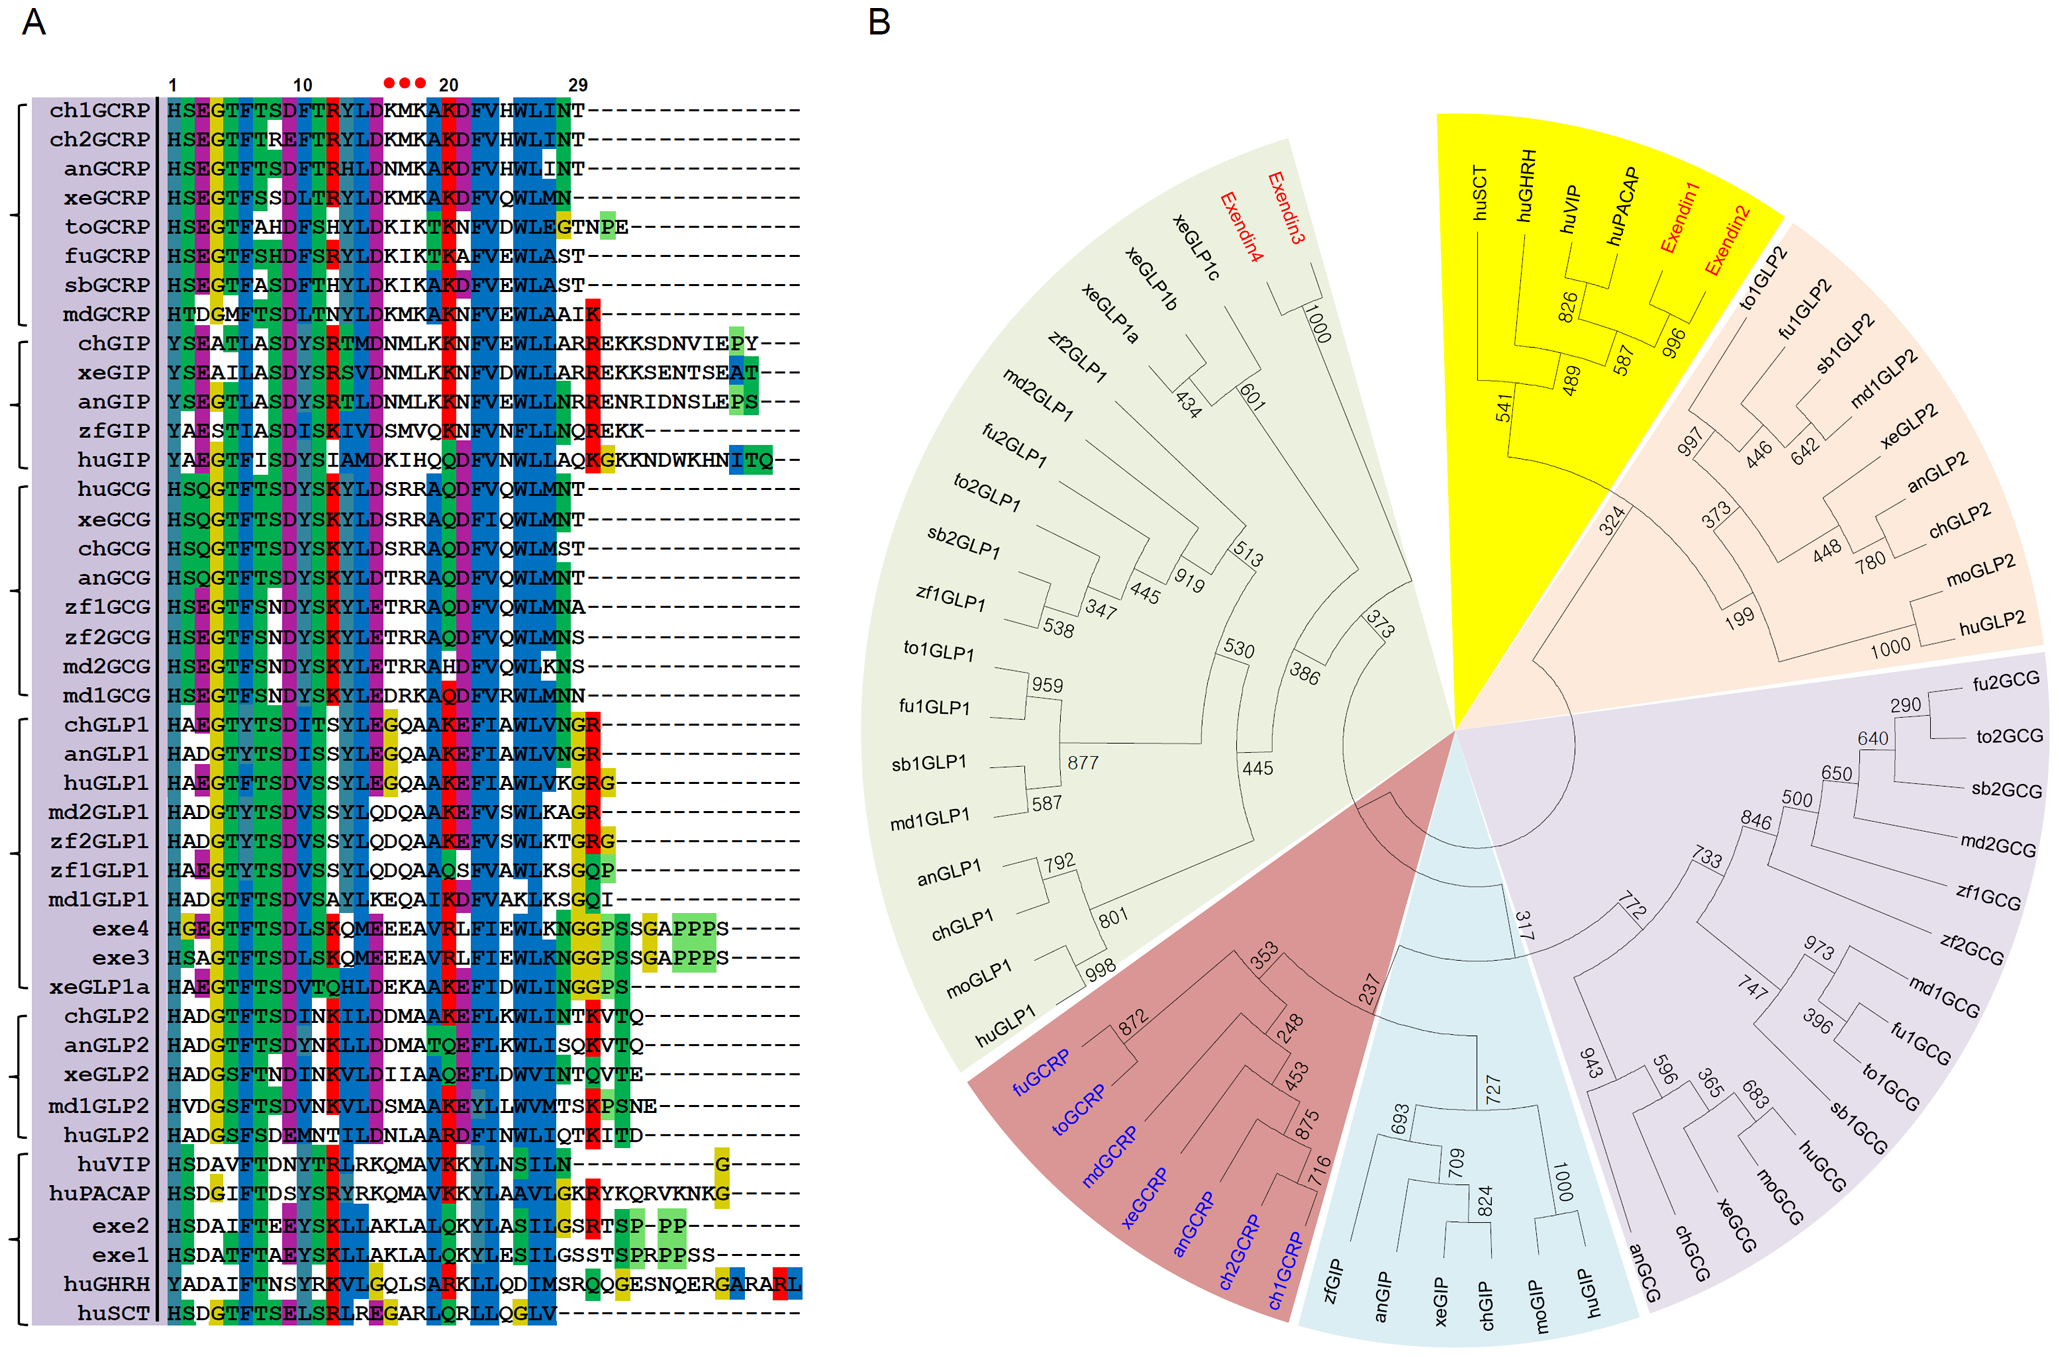 A
1 10 20 29
ch1GCRP HSEGTFTSDFTRYLDKMKAKDFVHWLINT---------------
ch2GCRP HSEGTFTREFTRYLDKMKAKDFVHWLINT---------------
anGCRP HSEGTFTSDFTRHLDNMKAKDFVHWLINT---------------
xeGCRP HSEGTFSSDLTRYLDKMKAKDFVQWLMN----------------
toGCRP HSEGTFAHDFSHYLDKIKTKNFVDWLEGTNPE------------
fuGCRP HSEGTFSHDFSRYLDKIKTKAFVEWLAST---------------
sbGCRP HSEGTFASDFTHYLDKIKAKDFVEWLAST---------------
mdGCRP HTDGMFTSDLTNYLDKMKAKNFVEWLAAIK--------------
chGIP YSEATLASDYSRTMDNMLKKNFVEWLLARREKKSDNVIEPY---
xeGIP YSEAILASDYSRSVDNMLKKNFVDWLLARREKKSENTSEAT---
anGIP YSEGTLASDYSRTLDNMLKKNFVEWLLNRRENRIDNSLEPS---
zfGIP YAESTIASDISKIVDSMVQKNFVNFLLNQREKK-----------
huGIP YAEGTFISDYSIAMDKIHQQDFVNWLLAQKGKKNDWKHNITQ--
huGCG HSQGTFTSDYSKYLDSRRAQDFVQWLMNT---------------
xeGCG HSQGTFTSDYSKYLDSRRAQDFIQWLMNT---------------
chGCG HSQGTFTSDYSKYLDSRRAQDFVQWLMST---------------
anGCG HSQGTFTSDYSKYLDTRRAQDFVQWLMNT---------------
zf1GCG HSEGTFSNDYSKYLETRRAQDFVQWLMNA---------------
zf2GCG HSEGTFSNDYSKYLETRRAQDFVQWLMNS---------------
md2GCG HSEGTFSNDYSKYLETRRAHDFVQWLKNS---------------
md1GCG HSEGTFSNDYSKYLEDRKAQDFVRWLMNN---------------
chGLP1 HAEGTYTSDITSYLEGQAAKEFIAWLVNGR--------------
anGLP1 HADGTYTSDISSYLEGQAAKEFIAWLVNGR--------------
huGLP1 HAEGTFTSDVSSYLEGQAAKEFIAWLVKGRG-------------
md2GLP1 HADGTYTSDVSSYLQDQAAKEFVSWLKAGR--------------
zf2GLP1 HADGTYTSDVSSYLQDQAAKEFVSWLKTGRG-------------
zf1GLP1 HAEGTYTSDVSSYLQDQAAQSFVAWLKSGQP-------------
md1GLP1 HADGTFTSDVSAYLKEQAIKDFVAKLKSGQI-------------
exe4 HGEGTFTSDLSKQMEEEAVRLFIEWLKNGGPSSGAPPPS-----
exe3 HSAGTFTSDLSKQMEEEAVRLFIEWLKNGGPSSGAPPPS-----
xeGLP1a HAEGTFTSDVTQHLDEKAAKEFIDWLINGGPS------------
chGLP2 HADGTFTSDINKILDDMAAKEFLKWLINTKVTQ-----------
anGLP2 HADGTFTSDYNKLLDDMATQEFLKWLISQKVTQ-----------
xeGLP2 HADGSFTNDINKVLDIIAAQEFLDWVINTQVTE-----------
md1GLP2 HVDGSFTSDVNKVLDSMAAKEYLLWVMTSKPSNE----------
huGLP2 HADGSFSDEMNTILDNLAARDFINWLIQTKITD-----------
huVIP HSDAVFTDNYTRLRKQMAVKKYLNSILN----------G-----
huPACAP HSDGIFTDSYSRYRKQMAVKKYLAAVLGKRYKQRVKNKG-----
exe2 HSDAIFTEEYSKLLAKLALQKYLASILGSRTSP-PP--------
exe1 HSDATFTAEYSKLLAKLALQKYLESILGSSTSPRPPSS------
huGHRH YADAIFTNSYRKVLGQLSARKLLQDIMSRQQGESNQERGARARL
huSCT HSDGTFTSELSRLREGARLQRLLQGLV-----------------
B
huSCT
huGHRH
huVIP
huPACAP
Exendin1
Exendin2
826
996
587
489
541
324
to1GLP2
fu1GLP2
sb1GLP2
md1GLP2
xeGLP2
anGLP2
chGLP2
moGLP2
huGLP2
997
446
642
373
448
780
199
1000
fu2GCG
to2GCG
sb2GCG
md2GCG
zf1GCG
zf2GCG
md1GCG
fu1GCG
to1GCG
sb1GCG
huGCG
moGCG
xeGCG
chGCG
anGCG
290
640
650
500
846
733
772
973
747
396
683
365
596
943
317
huGIP
moGIP
chGIP
xeGIP
anGIP
zfGIP
727
693
709
824
1000
237
ch1GCRP
ch2GCRP
anGCRP
xeGCRP
mdGCRP
toGCRP
fuGCRP
353
872
248
453
875
716
huGLP1
moGLP1
chGLP1
anGLP1
md1GLP1
sb1GLP1
fu1GLP1
to1GLP1
zf1GLP1
sb2GLP1
to2GLP1
fu2GLP1
md2GLP1
zf2GLP1
xeGLP1a
xeGLP1b
xeGLP1c
Exendin4
Exendin3
998
801
792
445
587
877
959
530
538
347
445
919
513
434
601
1000
386
373